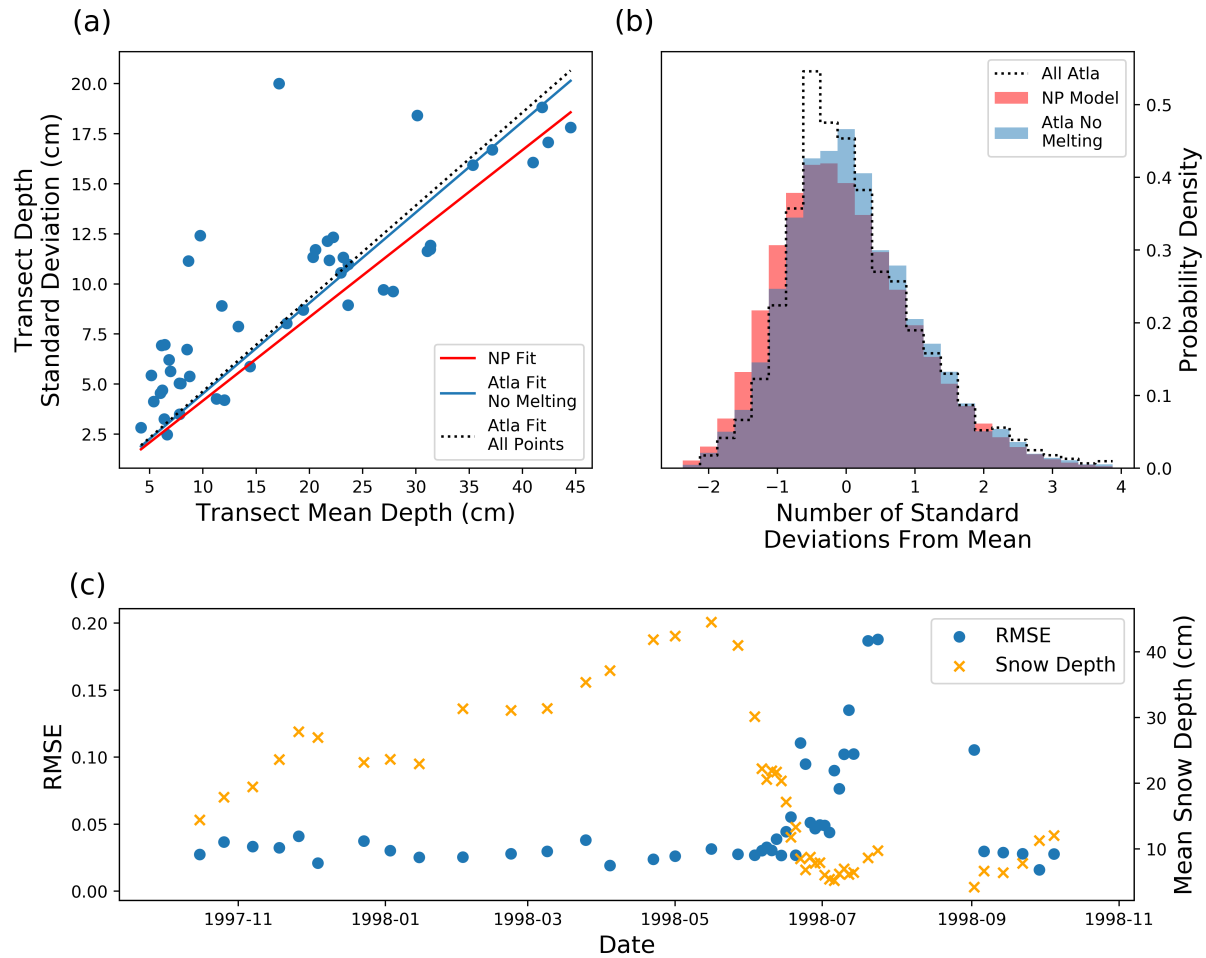 (a)
Transect Depth
Standard Deviation (cm)
20.0
17.5
15.0
12.5
10.0
7.5
5.0
2.5
NP Fit
Atla Fit
No Melting
Atla Fit
All Points
5 10 15 20 25 30 35 40 45
Transect Mean Depth (cm)
(b)
All Atla
NP Model
Atla No
Melting
0.5
0.4
0.3
0.2
0.1
0.0
Probability Density
−2 −1 0 1 2 3 4
Number of Standard
Deviations From Mean
(c)
RMSE
0.20
0.15
0.10
0.05
0.00
RMSE
Snow Depth
40
30
20
10
Mean Snow Depth (cm)
1997-11 1998-01 1998-03 1998-05 1998-07 1998-09 1998-11
Date